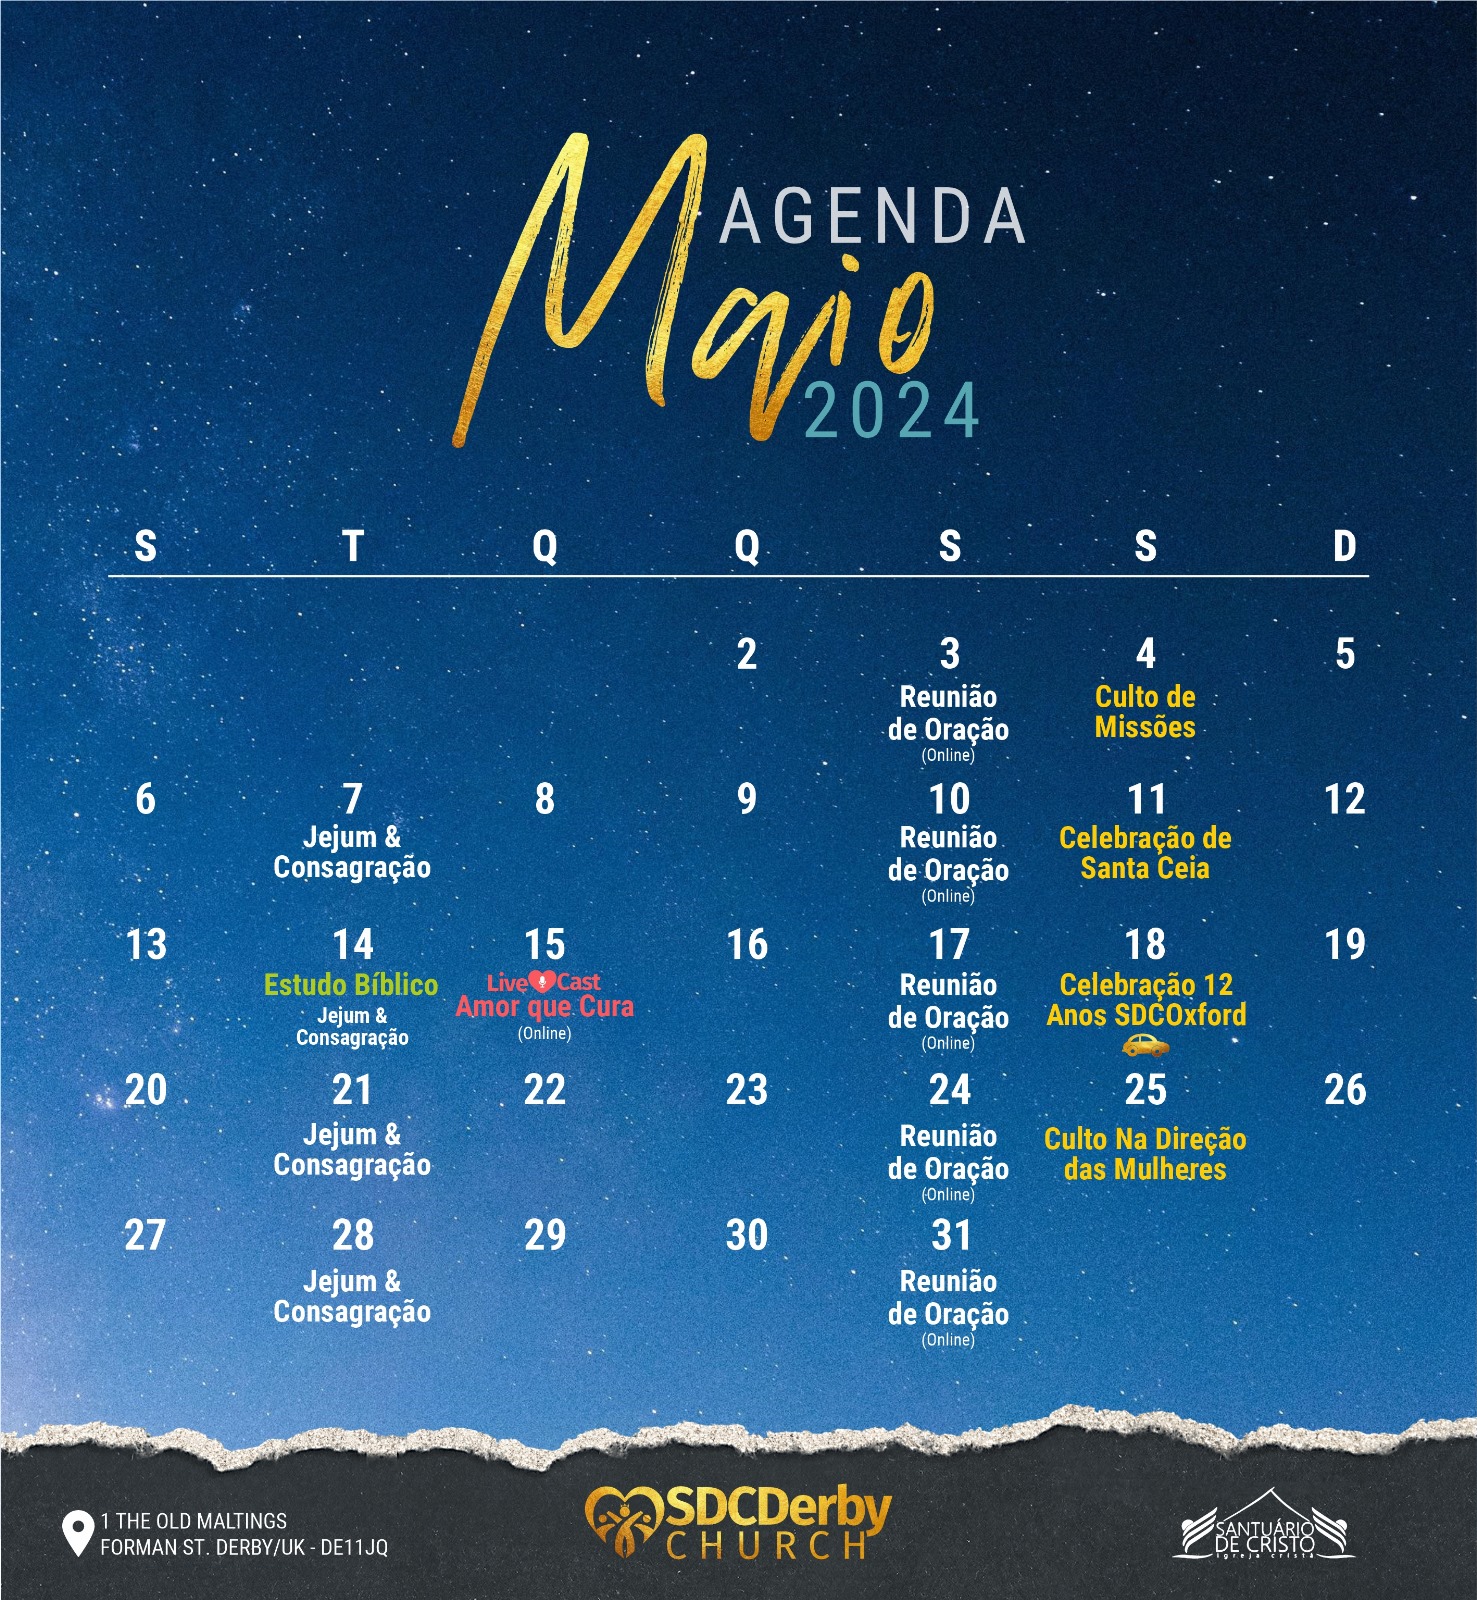 AGENDA
Maio
2024
S T Q Q S S D
2 3 4 5
Reunião
de Oração
(Online)
Culto de
Missões
6 7 8 9 10 11 12
Jejum &
Consagração
Reunião
de Oração
(Online)
Celebração de
Santa Ceia
13 14 15 16 17 18 19
Estudo Bíblico
Jejum &
Consagração
Live Cast
Amor que Cura
(Online)
Reunião
de Oração
(Online)
Celebração 12
Anos SDCOxford
20 21 22 23 24 25 26
Jejum &
Consagração
Reunião
de Oração
(Online)
Culto Na Direção
das Mulheres
27 28 29 30 31
Jejum &
Consagração
Reunião
de Oração
(Online)
1 THE OLD MALTINGS
FORMAN ST. DERBY/UK - DE11JQ
SDCDerby
CHURCH
SANTUÁRIO
DE CRISTO
igreja cristã